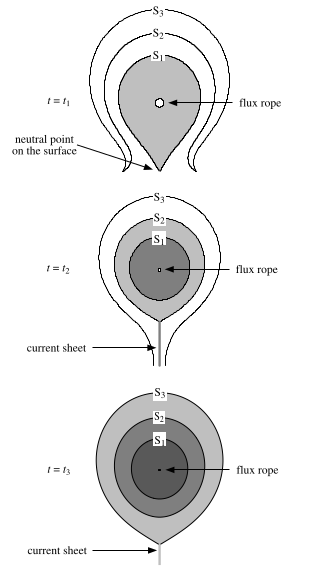 S3
S2
S1
t = t1
flux rope
neutral point
on the surface
S3
S2
S1
t = t2
flux rope
current sheet
S3
S2
S1
t = t3
flux rope
current sheet